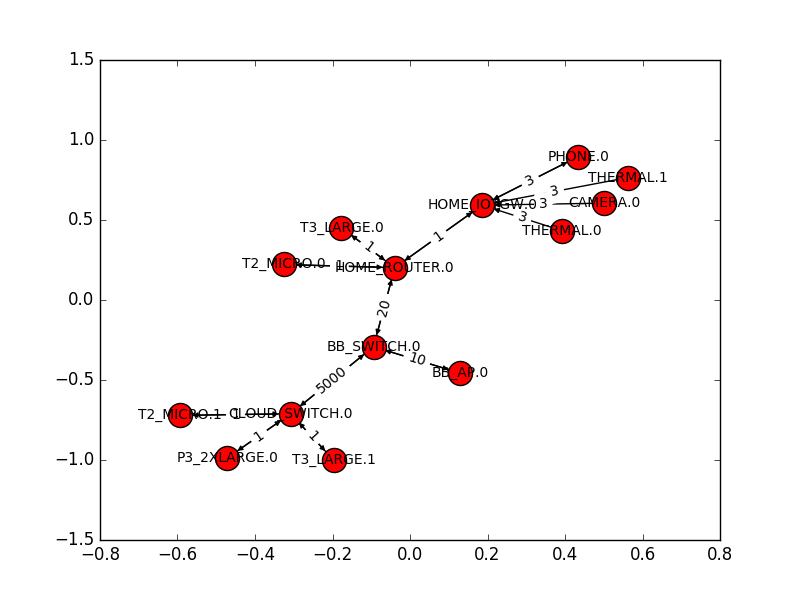 1.5
1.0
0.5
0.0
−0.5
−1.0
−1.5
−0.8
−0.6
−0.4
−0.2
0.0
0.2
0.4
0.6
0.8
PHONE.0
THERMAL.1
CAMERA.0
THERMAL.0
HOME_IOTGW.0
3
3
3
3
1
T3_LARGE.0
1
T2_MICRO.0
1
HOME_ROUTER.0
20
BB_SWITCH.0
10
BB_AP.0
5000
CLOUD_SWITCH.0
T2_MICRO.1
1
1
1
P3_2XLARGE.0
T3_LARGE.1